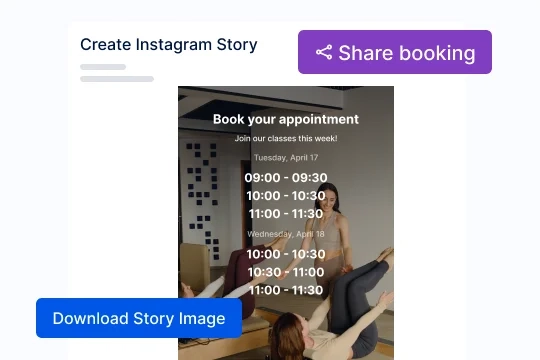 Create Instagram Story
Share booking
Book your appointment
Join our classes this week!
Tuesday, April 17
09:00 - 09:30
10:00 - 10:30
11:00 - 11:30
Wednesday, April 18
10:00 - 10:30
10:30 - 11:00
11:00 - 11:30
Download Story Image